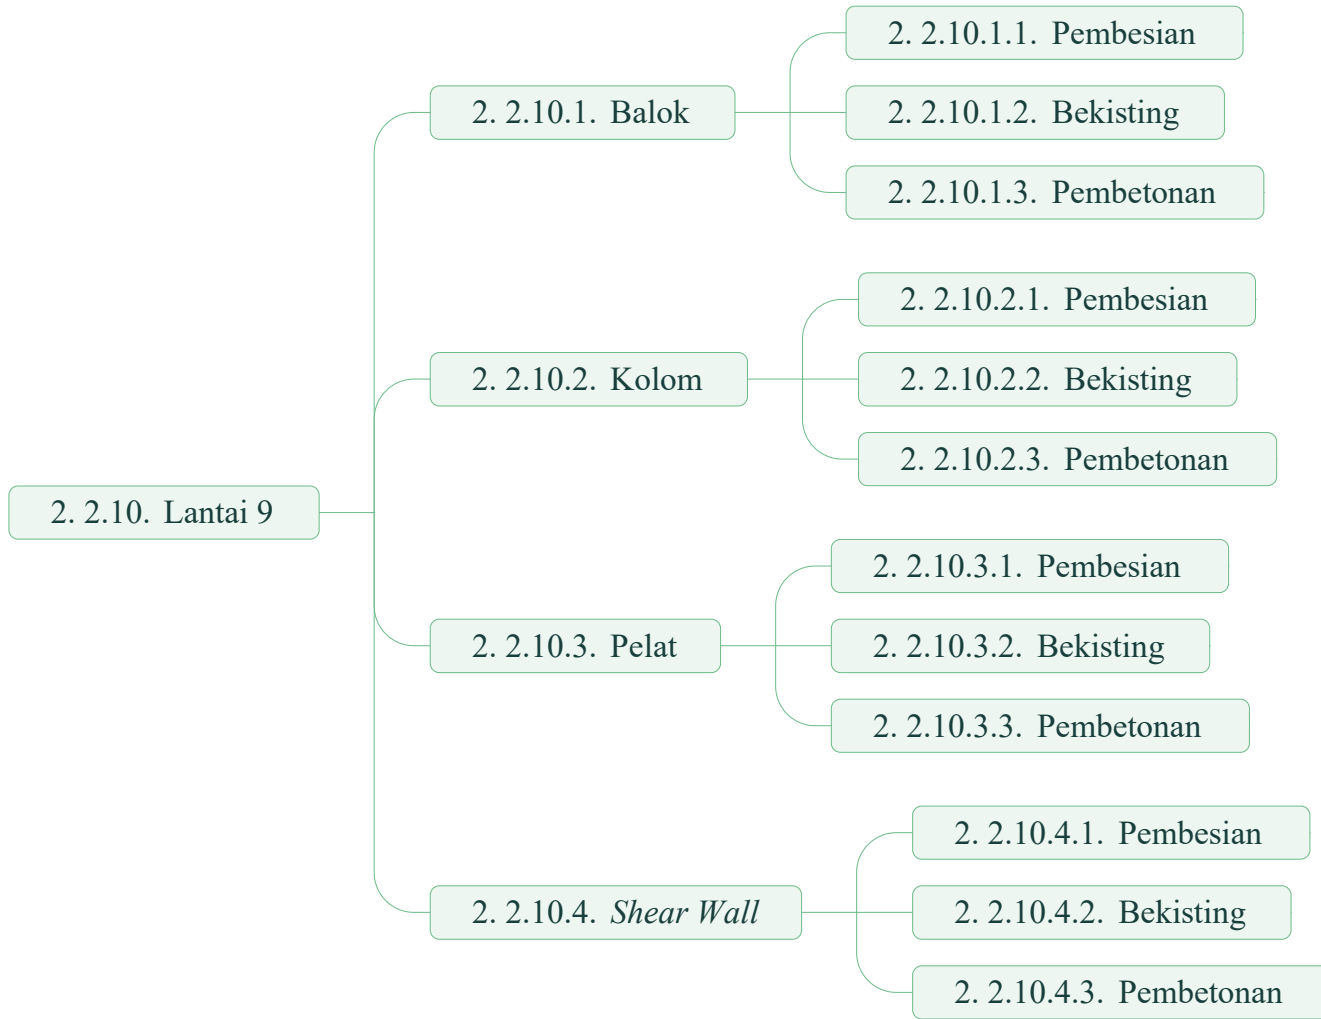 2. 2.10. Lantai 9
2. 2.10.1. Balok
2. 2.10.1.1. Pembesian
2. 2.10.1.2. Bekisting
2. 2.10.1.3. Pembetonan
2. 2.10.2. Kolom
2. 2.10.2.1. Pembesian
2. 2.10.2.2. Bekisting
2. 2.10.2.3. Pembetonan
2. 2.10.3. Pelat
2. 2.10.3.1. Pembesian
2. 2.10.3.2. Bekisting
2. 2.10.3.3. Pembetonan
2. 2.10.4. Shear Wall
2. 2.10.4.1. Pembesian
2. 2.10.4.2. Bekisting
2. 2.10.4.3. Pembetonan